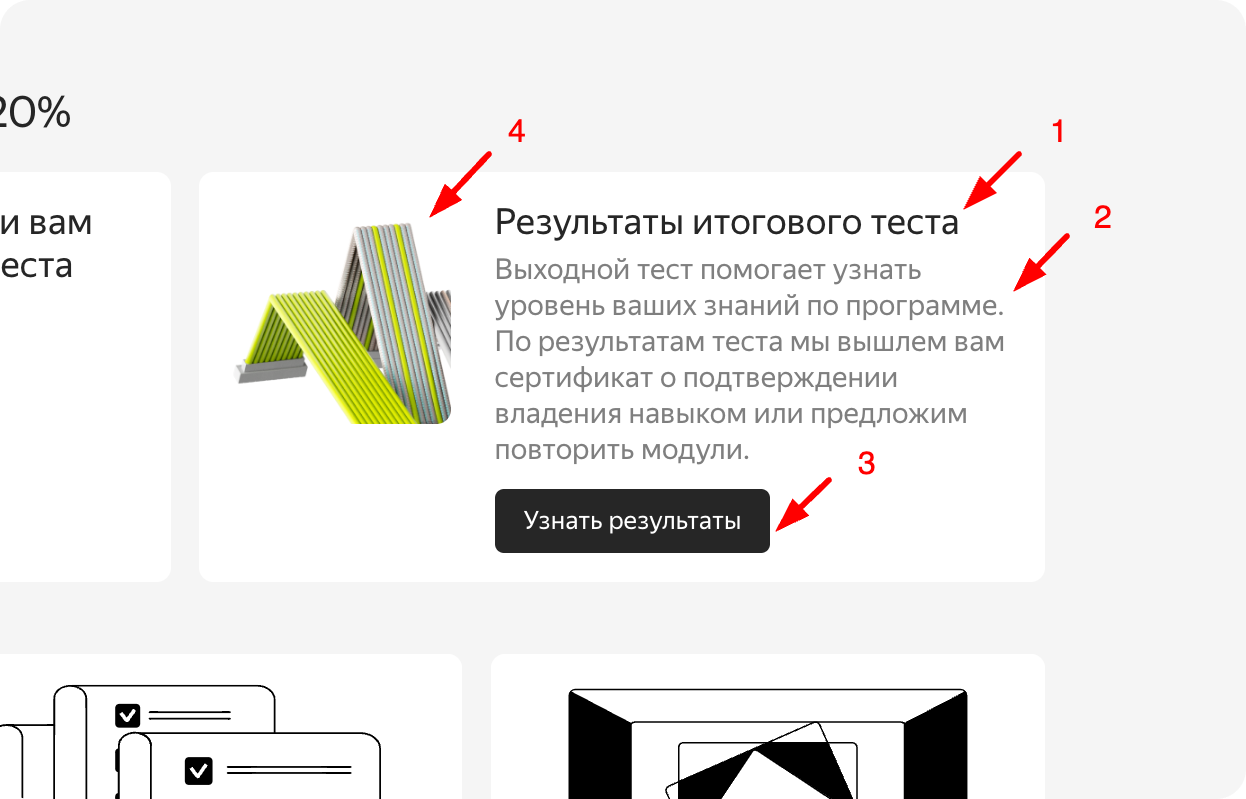 20%
4
1
и вам
Результаты итогового теста
2
еста
Выходной тест помогает узнать
уровень ваших знаний по программе.
По результатам теста мы вышлем вам
сертификат о подтверждении
владения навыком или предложим
повторить модули.
3
Узнать результаты